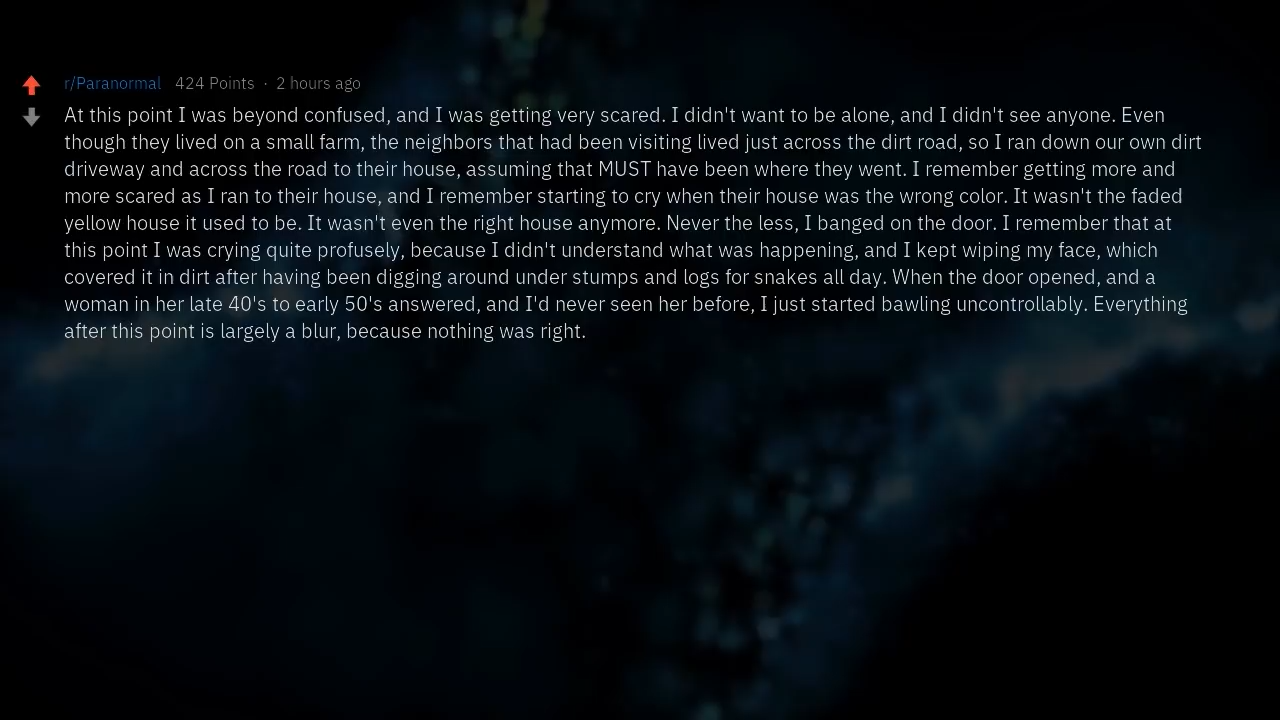 r/Paranormal 424 Points · 2 hours ago
At this point I was beyond confused, and I was getting very scared. I didn't want to be alone, and I didn't see anyone. Even
though they lived on a small farm, the neighbors that had been visiting lived just across the dirt road, so I ran down our own dirt
driveway and across the road to their house, assuming that MUST have been where they went. I remember getting more and
more scared as I ran to their house, and I remember starting to cry when their house was the wrong color. It wasn't the faded
yellow house it used to be. It wasn't even the right house anymore. Never the less, I banged on the door. I remember that at
this point I was crying quite profusely, because I didn't understand what was happening, and I kept wiping my face, which
covered it in dirt after having been digging around under stumps and logs for snakes all day. When the door opened, and a
woman in her late 40's to early 50's answered, and I'd never seen her before, I just started bawling uncontrollably. Everything
after this point is largely a blur, because nothing was right.